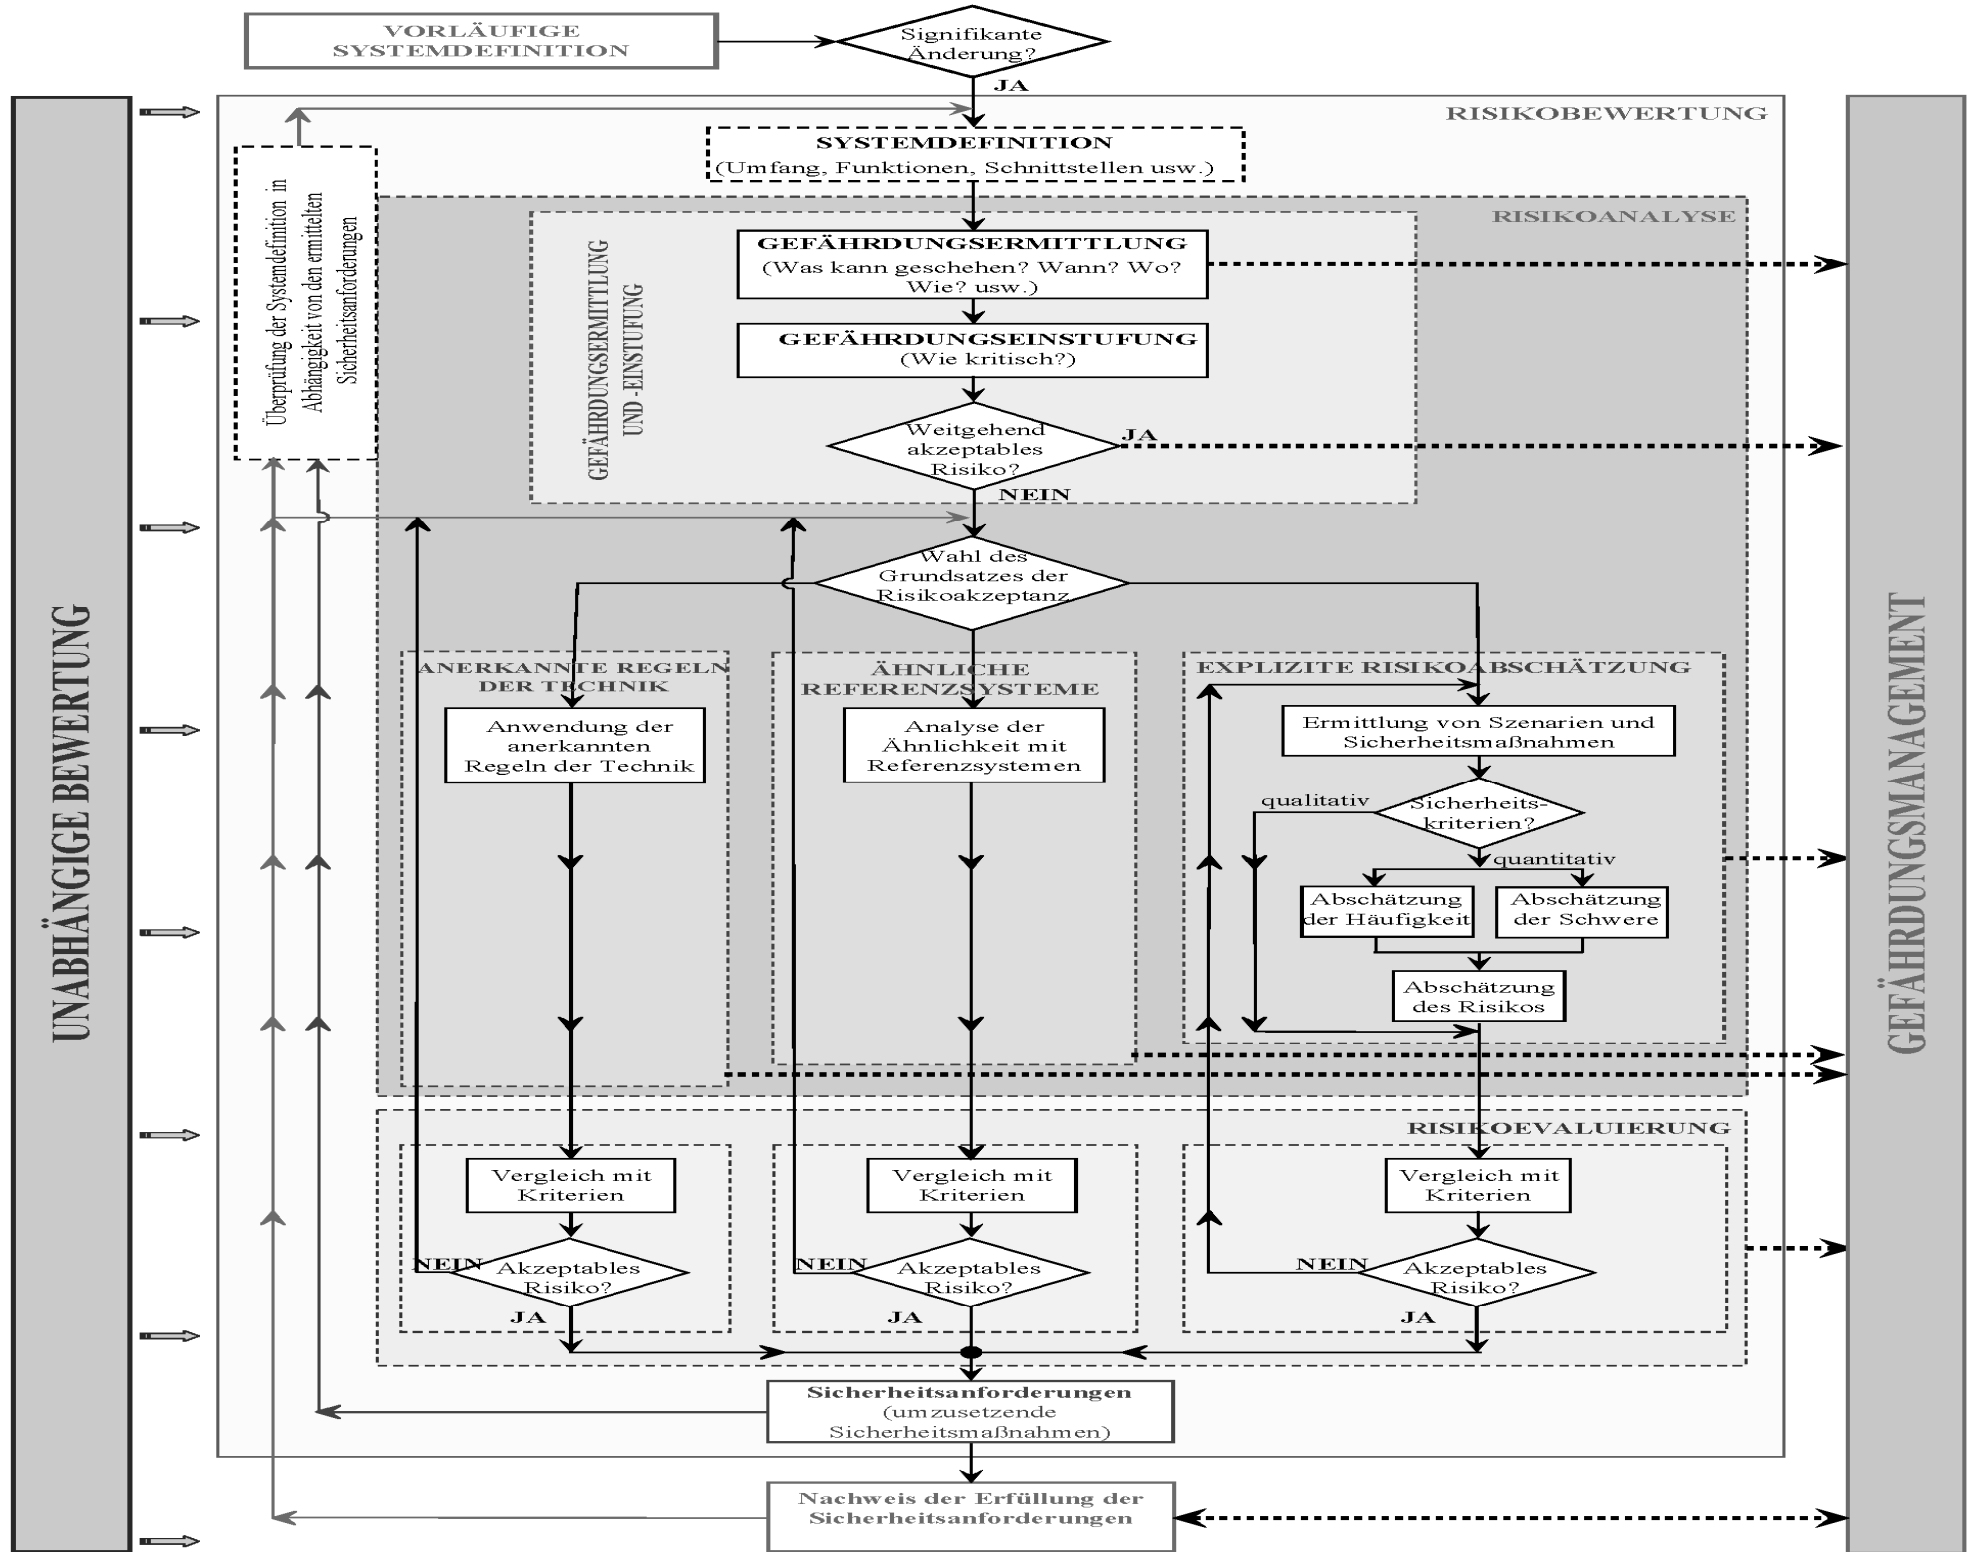 VORLÄUFIGE
SYSTEMDEFINITION
Signifikante
Änderung?
JA
RISIKOBEWERTUNG
SYSTEMDEFINITION
(Umfang, Funktionen, Schnittstellen usw.)
Überprüfung der Systemdefinition in
Abhängigkeit von den ermittelten
Sicherheitsanforderungen
RISIKOANALYSE
GEFÄHRDUNGSERMITTLUNG
UND -EINSTUFUNG
GEFÄHRDUNGSERMITTLUNG
(Was kann geschehen? Wann? Wo?
Wie? usw.)
GEFÄHRDUNGSEINSTUFUNG
(Wie kritisch?)
Weitgehend
akzeptables
Risiko?
JA
NEIN
Wahl des
Grundsatzes der
Risikoakzeptanz
UNABHÄNGIGE BEWERTUNG
GEFÄHRDUNGSMANAGEMENT
ANERKANNTE REGELN
DER TECHNIK
Anwendung der
anerkannten
Regeln der Technik
ÄHNLICHE
REFERENZSYSTEME
Analyse der
Ähnlichkeit mit
Referenzsystemen
EXPLIZITE RISIKOABSCHÄTZUNG
Ermittlung von Szenarien und
Sicherheitsmaßnahmen
qualitativ
Sicherheits-
kriterien?
quantitativ
Abschätzung
der Häufigkeit
Abschätzung
der Schwere
Abschätzung
des Risikos
RISIKOEVALUIERUNG
Vergleich mit
Kriterien
NEIN
Akzeptables
Risiko?
JA
Vergleich mit
Kriterien
NEIN
Akzeptables
Risiko?
JA
Vergleich mit
Kriterien
NEIN
Akzeptables
Risiko?
JA
Sicherheitsanforderungen
(umzusetzende
Sicherheitsmaßnahmen)
Nachweis der Erfüllung der
Sicherheitsanforderungen